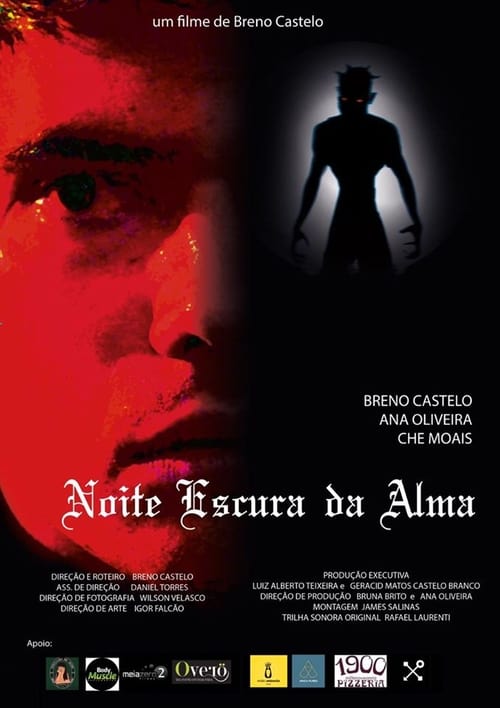 um filme de Breno Castelo
BRENO CASTELO
ANA OLIVEIRA
CHE MOAIS
Noite Escura da Alma
DIREÇÃO E ROTEIRO BRENO CASTELO
ASS. DE DIREÇÃO DANIEL TORRES
DIREÇÃO DE FOTOGRAFIA WILSON VELASCO
DIREÇÃO DE ARTE IGOR FALCÃO
PRODUÇÃO EXECUTIVA
LUIZ ALBERTO TEIXEIRA e GERACID MATOS CASTELO BRANCO
DIREÇÃO DE PRODUÇÃO BRUNA BRITO e ANA OLIVEIRA
MONTAGEM JAMES SALINAS
TRILHA SONORA ORIGINAL RAFAEL LAURENTI
Apoio:
Body
Muscle
meiazero2
Overô
1900
PIZZERIA